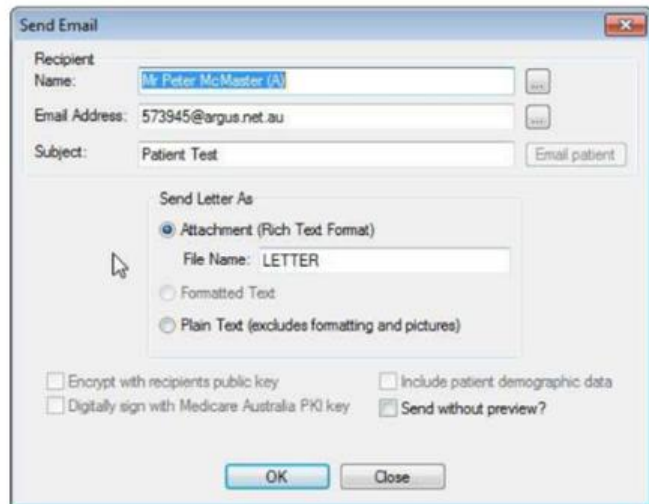 Send Email
Recipient
Name: Mr Peter McMaster (A) ...
Email Address: 573945@argus.net.au ...
Subject: Patient Test Email patient
Send Letter As
Attachment (Rich Text Format)
File Name: LETTER
Formatted Text
Plain Text (excludes formatting and pictures)
Encrypt with recipients public key Include patient demographic data
Digitally sign with Medicare Australia PKI key Send without preview?
OK Close